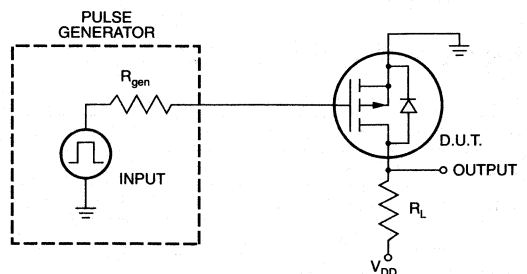 PULSE
GENERATOR
Rgen
INPUT
D.U.T.
OUTPUT
RL
VDD